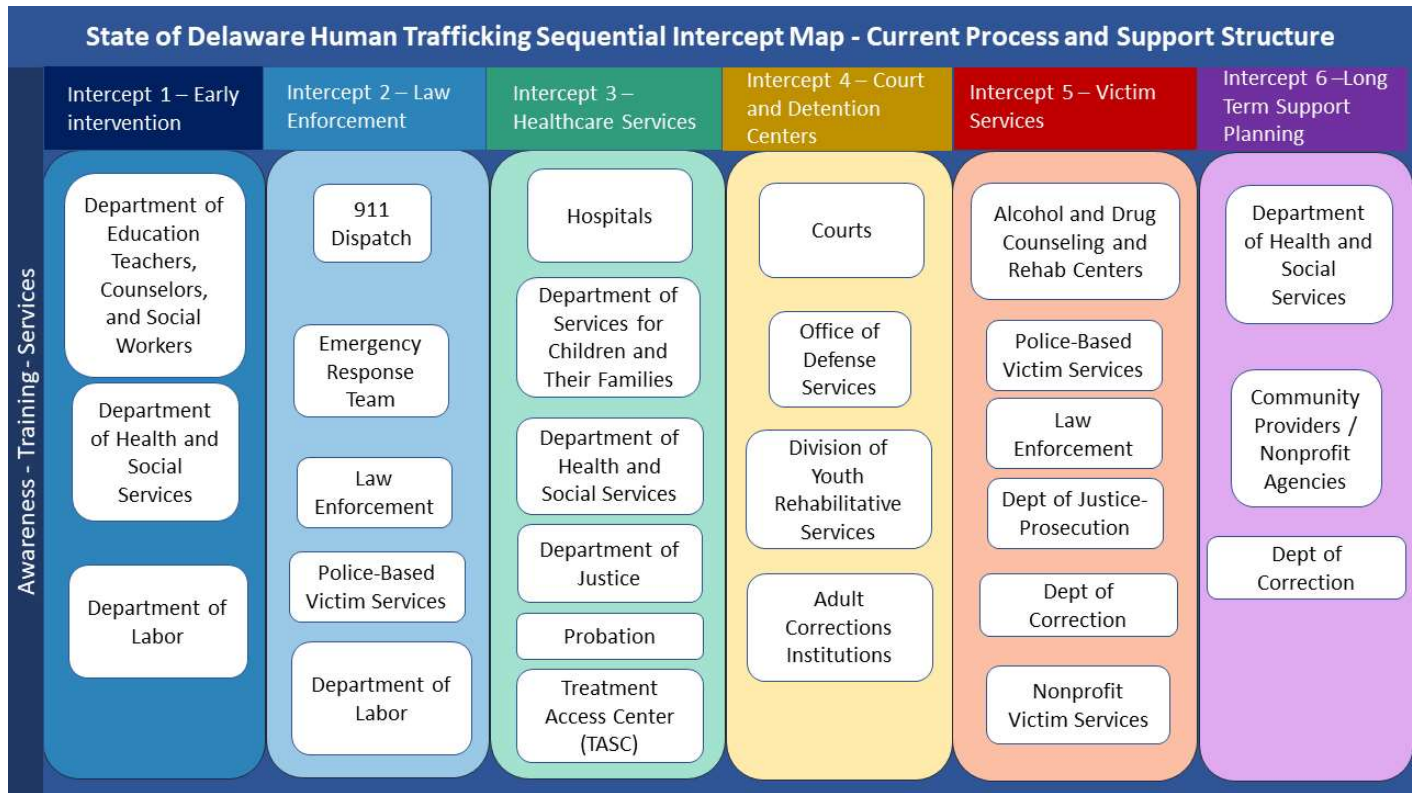 State of Delaware Human Trafficking Sequential Intercept Map - Current Process and Support Structure
Awareness - Training - Services
Intercept 1 – Early
intervention
Department of
Education
Teachers,
Counselors,
and Social
Workers
Department
of Health and
Social
Services
Department of
Labor
Intercept 2 – Law
Enforcement
911
Dispatch
Emergency
Response
Team
Law
Enforcement
Police-Based
Victim Services
Department of
Labor
Intercept 3 –
Healthcare Services
Hospitals
Department of
Services for
Children and
Their Families
Department of
Health and
Social Services
Department of
Justice
Probation
Treatment
Access Center
(TASC)
Intercept 4 – Court
and Detention
Centers
Courts
Office of
Defense
Services
Division of
Youth
Rehabilitative
Services
Adult
Corrections
Institutions
Intercept 5 – Victim
Services
Alcohol and Drug
Counseling and
Rehab Centers
Police-Based
Victim Services
Law
Enforcement
Dept of Justice-
Prosecution
Dept of
Correction
Nonprofit
Victim Services
Intercept 6 –Long
Term Support
Planning
Department
of Health and
Social
Services
Community
Providers /
Nonprofit
Agencies
Dept of
Correction